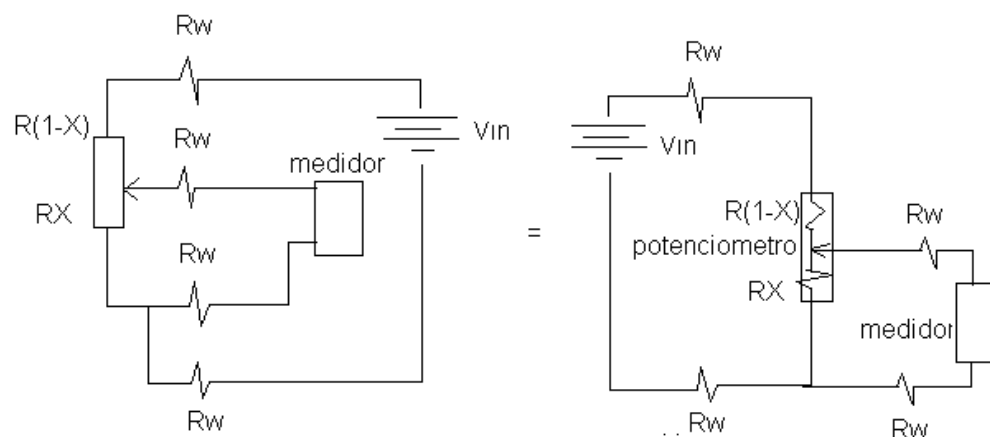 Rw
R(1-X)
Rw
Vin
medidor
RX
Rw
Rw
=
Rw
Vin
R(1-X)
potenciometro
Rw
RX
medidor
Rw
Rw